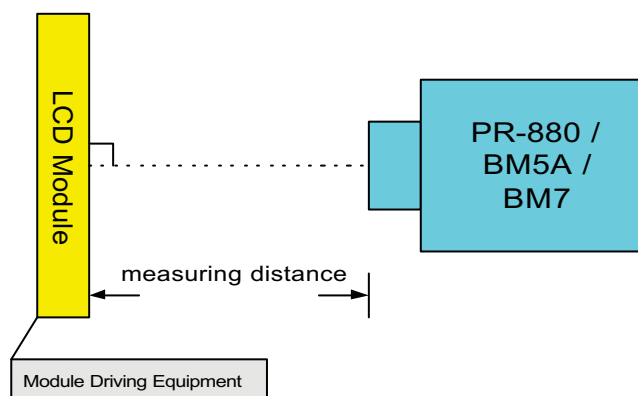 LCD Module
PR-880 /
BM5A /
BM7
measuring distance
Module Driving Equipment